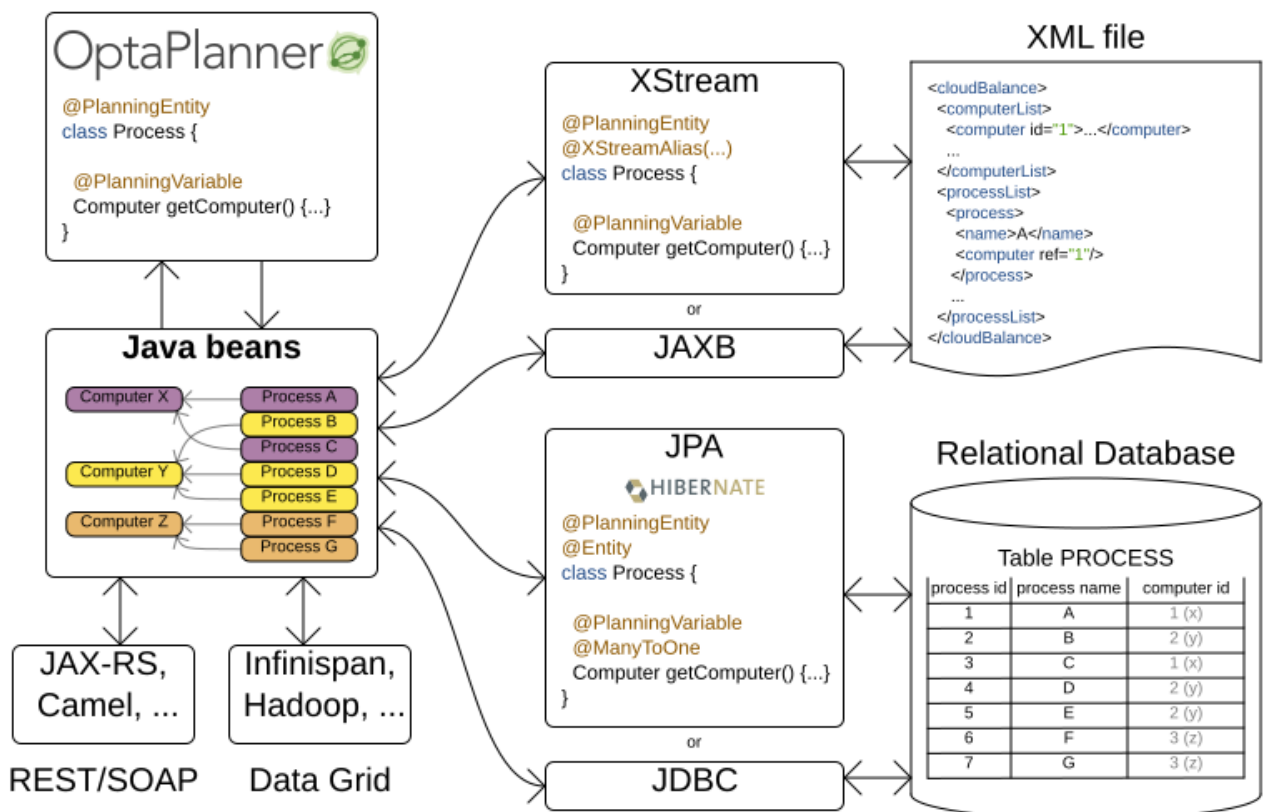 OptaPlanner
@PlanningEntity
class Process {
@PlanningVariable
Computer getComputer() {...}
}
Java beans
Computer X
Process A
Process B
Process C
Computer Y
Process D
Process E
Computer Z
Process F
Process G
JAX-RS,
Camel, ...
REST/SOAP
Infinispan,
Hadoop, ...
Data Grid
XStream
@PlanningEntity
@XStreamAlias(...)
class Process {
@PlanningVariable
Computer getComputer() {...}
}
or
JAXB
JPA
HIBERNATE
@PlanningEntity
@Entity
class Process {
@PlanningVariable
@ManyToOne
Computer getComputer() {...}
}
or
JDBC
XML file
<cloudBalance>
<computerList>
<computer id="1">...</computer>
...
</computerList>
<processList>
<process>
<name>A</name>
<computer ref="1"/>
</process>
...
</processList>
</cloudBalance>
Relational Database
Table PROCESS
process id process name computer id
1 A 1 (x)
2 B 2 (y)
3 C 1 (x)
4 D 2 (y)
5 E 2 (y)
6 F 3 (z)
7 G 3 (z)